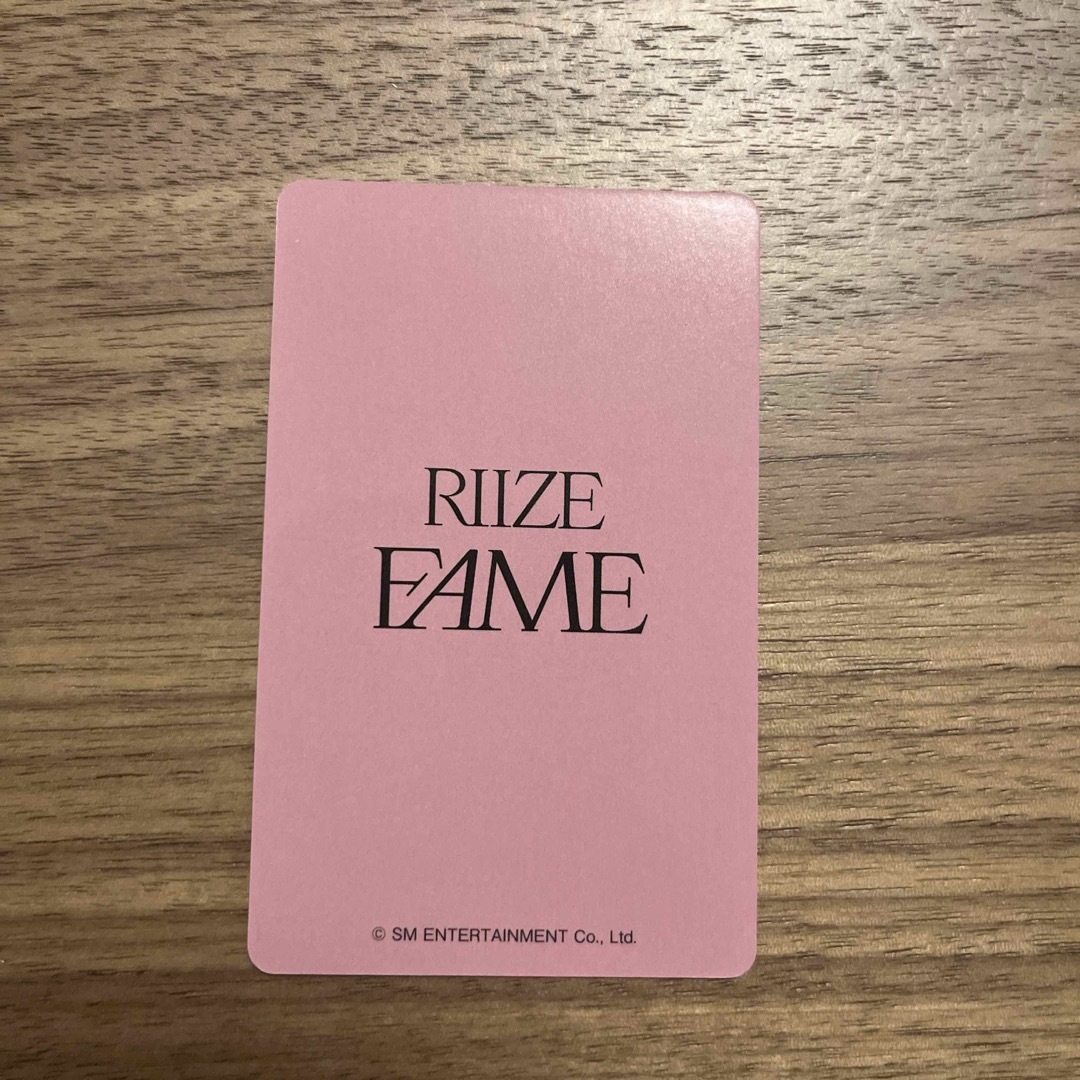 RIIZE
FAME
© SM ENTERTAINMENT Co., Ltd.